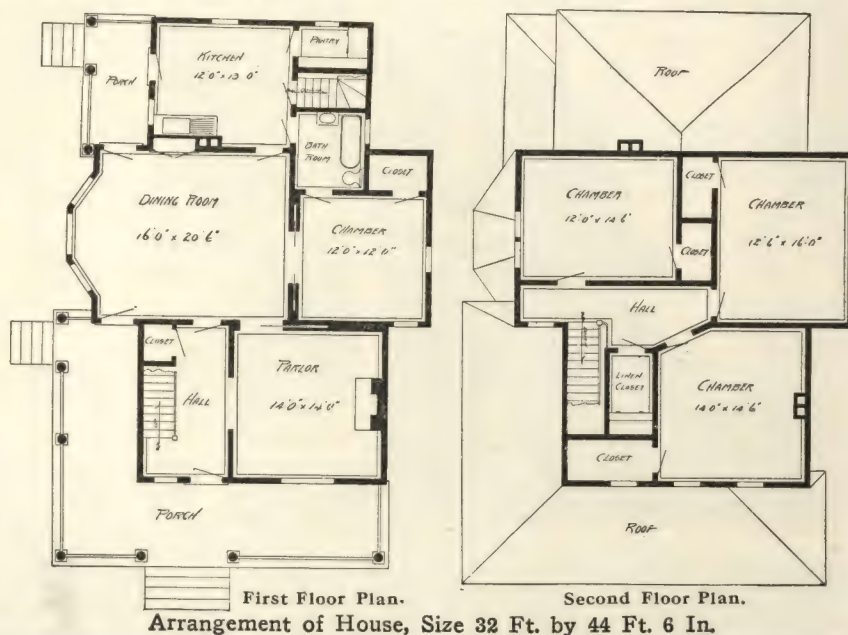 PORCH
KITCHEN
12'0" x 13'0"
PANTRY
BATH
ROOM
CLOSET
DINING ROOM
16'0" x 20'6"
CHAMBER
12'0" x 12'0"
CLOSET
HALL
PARLOR
14'0" x 14'0"
PORCH
First Floor Plan.
ROOF
CHAMBER
12'0" x 14'6"
CLOSET
CLOSET
CHAMBER
12'6" x 16'0"
HALL
LINEN
CLOSET
CHAMBER
14'0" x 14'6"
CLOSET
ROOF
Second Floor Plan.
Arrangement of House, Size 32 Ft. by 44 Ft. 6 In.